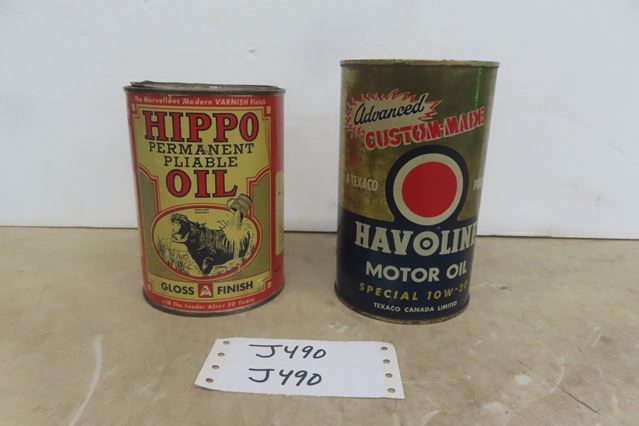 The Marvellous Modern VARNISH Finish
HIPPO
PERMANENT
PLIABLE
OIL
GLOSS A FINISH
Still The Leader After 50 Years
Advanced
CUSTOM-MADE
A TEXACO
HAVOLINE
MOTOR OIL
SPECIAL 10W-30
TEXACO CANADA LIMITED
J490
J490